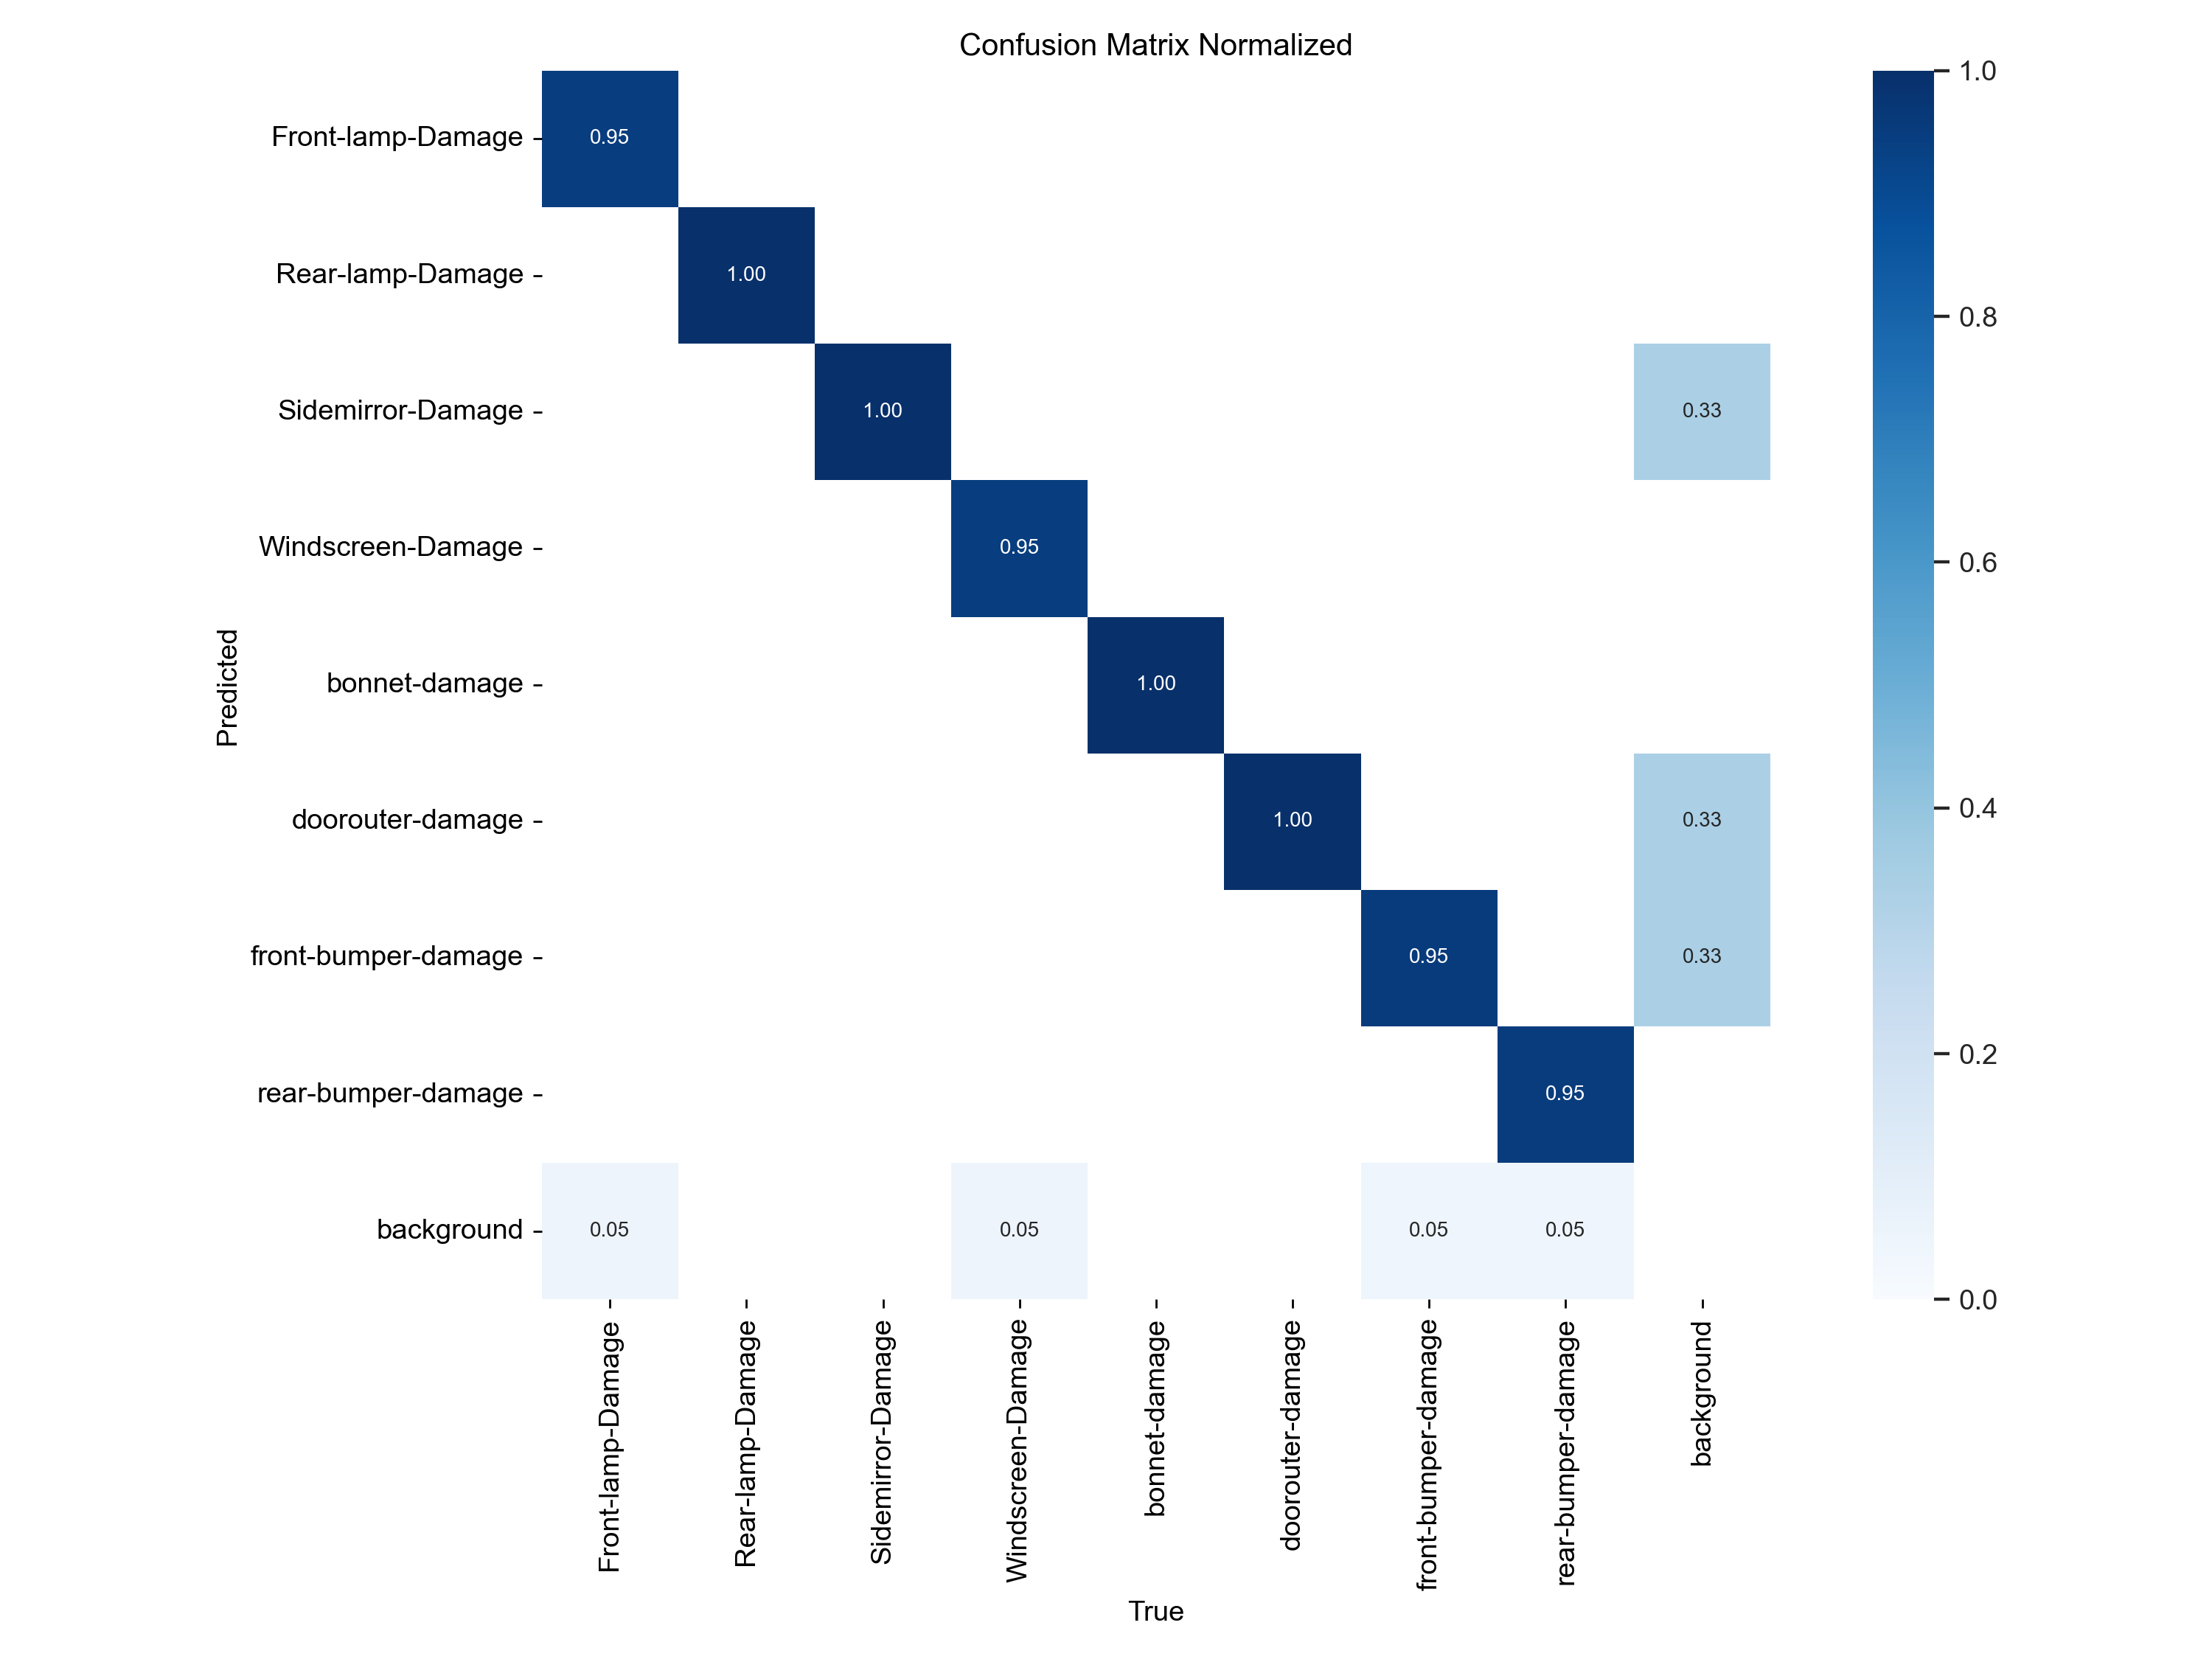 Confusion Matrix Normalized
Predicted
Front-lamp-Damage
0.95
Rear-lamp-Damage
1.00
Sidemirror-Damage
1.00
0.33
Windscreen-Damage
0.95
bonnet-damage
1.00
doorouter-damage
1.00
0.33
front-bumper-damage
0.95
0.33
rear-bumper-damage
0.95
background
0.05
0.05
0.05
0.05
Front-lamp-Damage
Rear-lamp-Damage
Sidemirror-Damage
Windscreen-Damage
bonnet-damage
doorouter-damage
front-bumper-damage
rear-bumper-damage
background
True
1.0
0.8
0.6
0.4
0.2
0.0